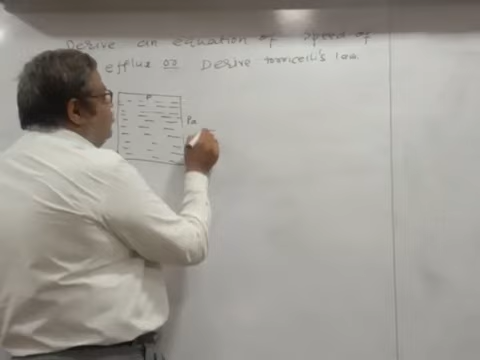 Derive an equation of speed of
efflux OR Derive torricelli's law
P
Pa